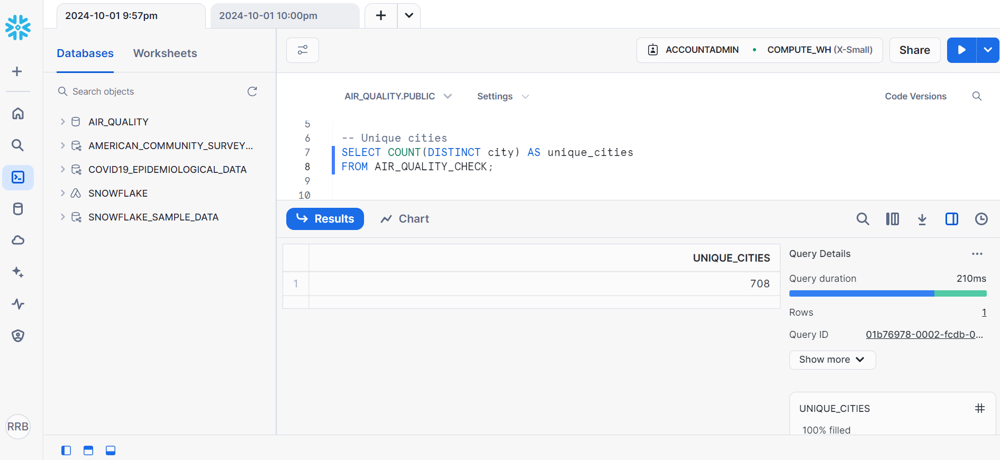 2024-10-01 9:57pm
2024-10-01 10:00pm
Databases
Worksheets
Search objects
AIR_QUALITY
AMERICAN_COMMUNITY_SURVEY...
COVID19_EPIDEMIOLOGICAL_DATA
SNOWFLAKE
SNOWFLAKE_SAMPLE_DATA
RRB
ACCOUNTADMIN
COMPUTE_WH (X-Small)
Share
AIR_QUALITY.PUBLIC
Settings
Code Versions
5
6 -- Unique cities
7 SELECT COUNT(DISTINCT city) AS unique_cities
8 FROM AIR_QUALITY_CHECK;
9
10
Results
Chart
UNIQUE_CITIES
1 708
Query Details
Query duration 210ms
Rows 1
Query ID 01b76978-0002-fcdb-0...
Show more
UNIQUE_CITIES
100% filled